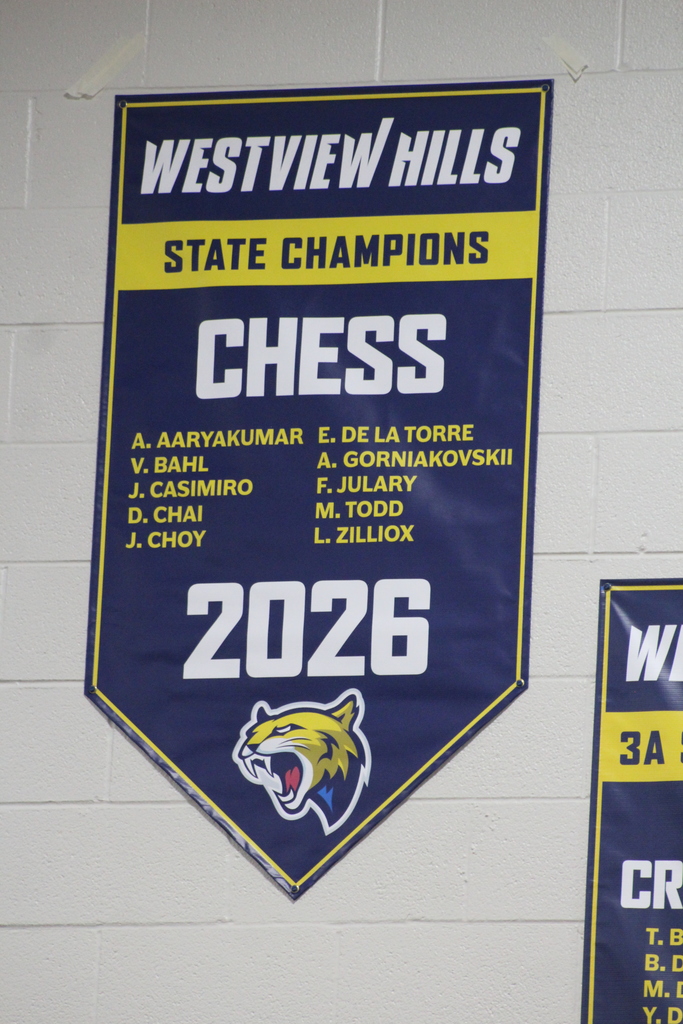 WESTVIEW HILLS
STATE CHAMPIONS
CHESS
A. AARYAKUMAR
V. BAHL
J. CASIMIRO
D. CHAI
J. CHOY
E. DE LA TORRE
A. GORNIAKOVSKII
F. JULARY
M. TODD
L. ZILLIOX
2026
3A
T.
B.
M.
Y.